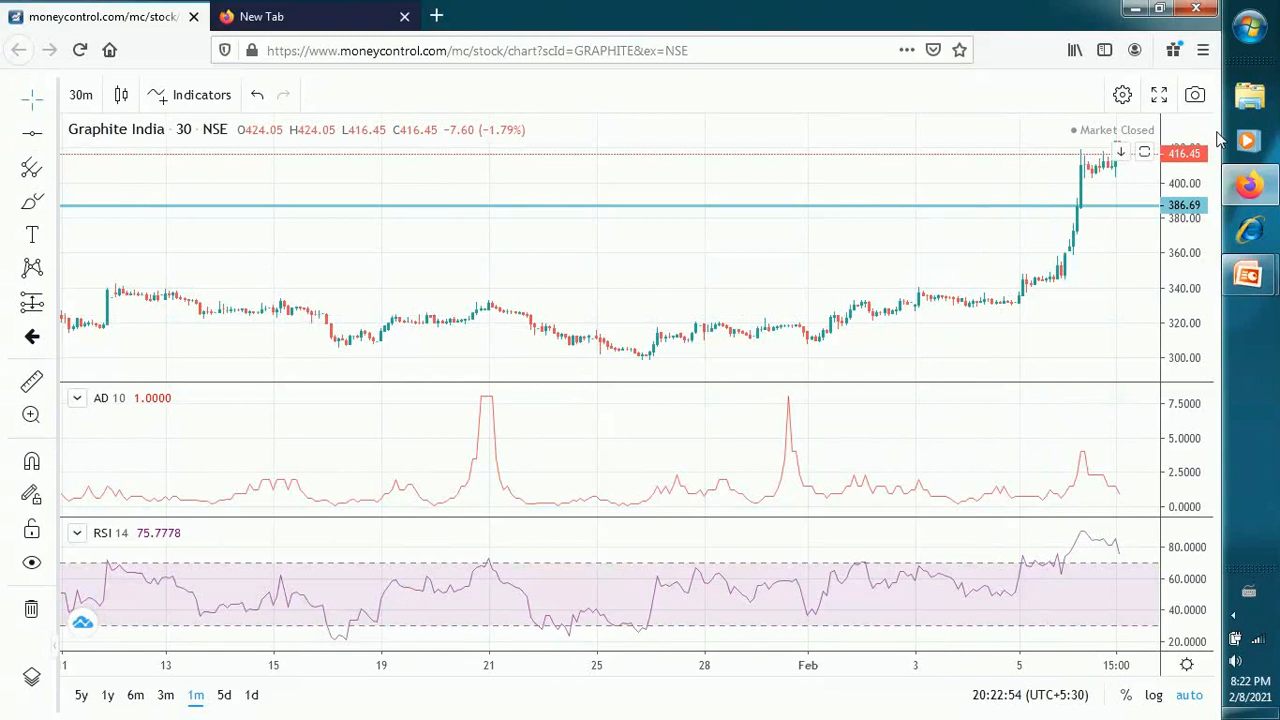 moneycontrol.com/mc/stock/
New Tab
https://www.moneycontrol.com/mc/stock/chart?scId=GRAPHITE&ex=NSE
30m
Indicators
Graphite India · 30 · NSE O424.05 H424.05 L416.45 C416.45 −7.60 (−1.79%)
Market Closed
416.45
400.00
386.69
380.00
360.00
340.00
320.00
300.00
AD 10 1.0000
7.5000
5.0000
2.5000
0.0000
RSI 14 75.7778
80.0000
60.0000
40.0000
20.0000
13 15 19 21 25 28 Feb 3 5 15:00
5y 1y 6m 3m 1m 5d 1d
20:22:54 (UTC+5:30)
% log auto
8:22 PM
2/8/2021